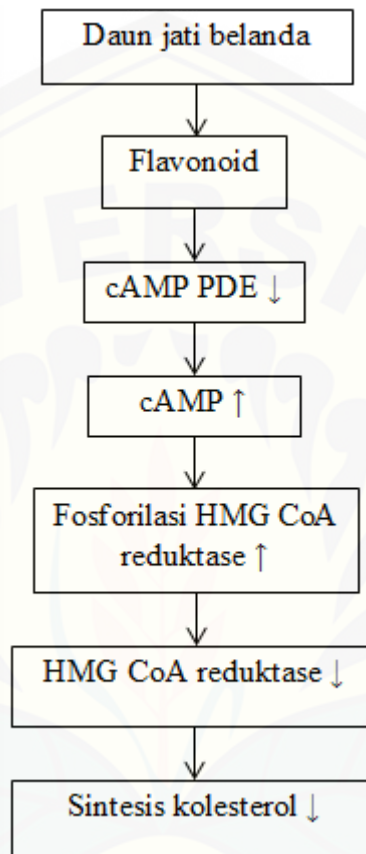 Daun jati belanda
Flavonoid
cAMP PDE ↓
cAMP ↑
Fosforilasi HMG CoA
reduktase ↑
HMG CoA reduktase ↓
Sintesis kolesterol ↓